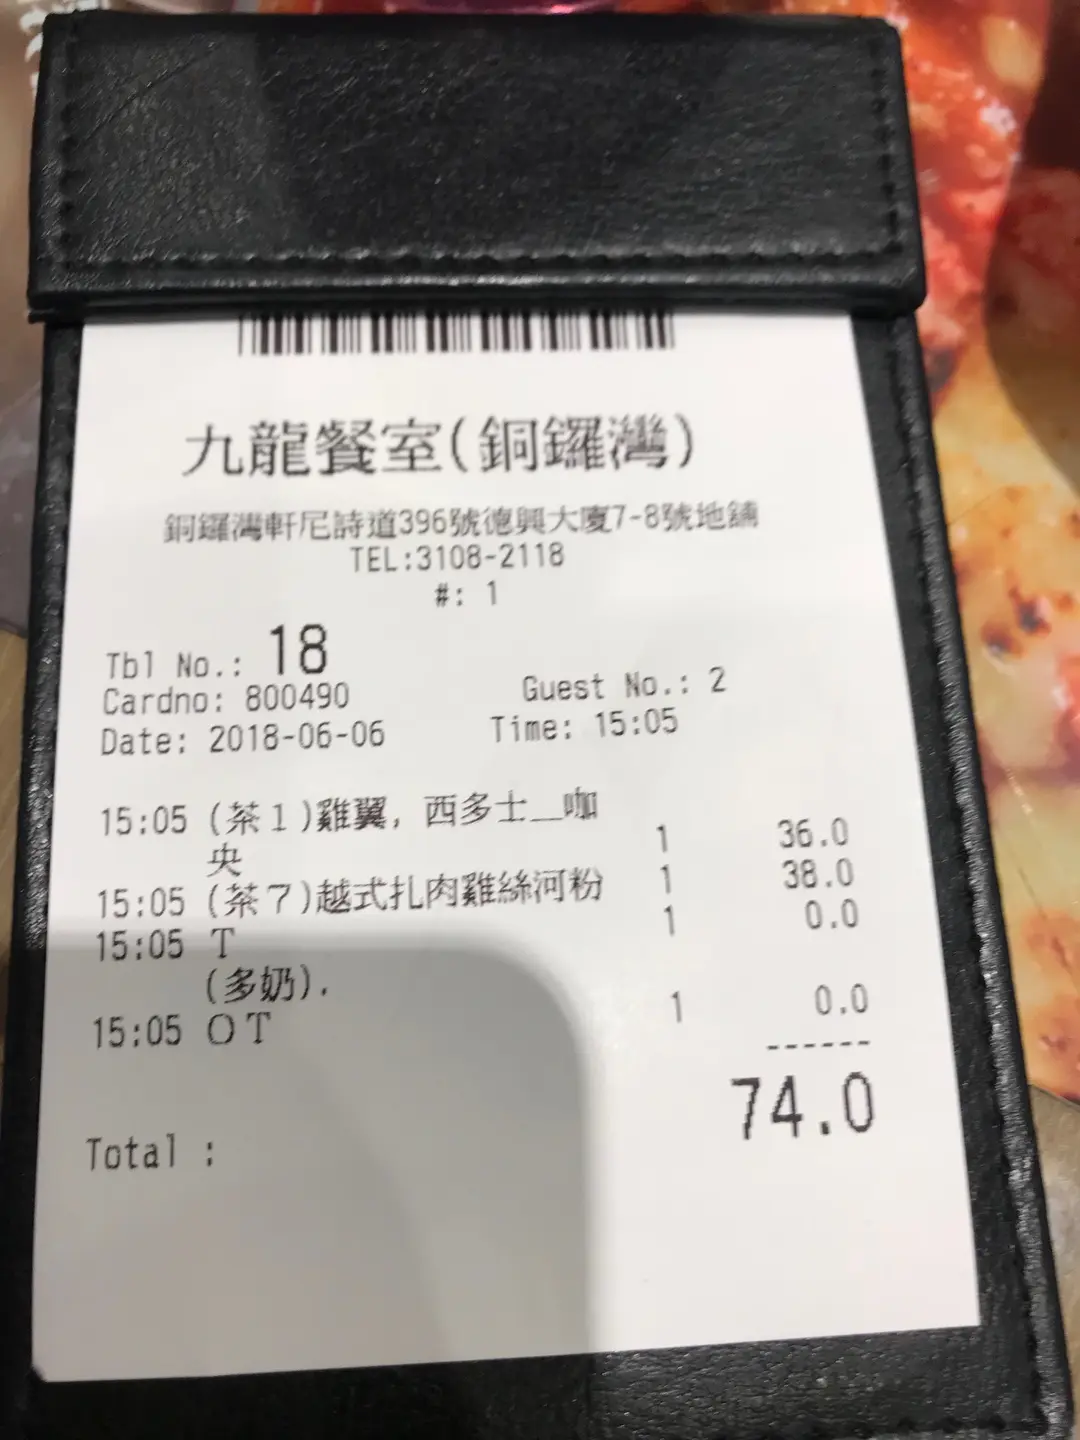 九龍餐室(銅鑼灣)
銅鑼灣軒尼詩道396號德興大廈7-8號地舖
TEL:3108-2118
#: 1
Tbl No.: 18
Cardno: 800490 Guest No.: 2
Date: 2018-06-06 Time: 15:05
15:05 (茶1)雞翼, 西多士__咖 1 36.0
央
15:05 (茶7)越式扎肉雞絲河粉 1 38.0
15:05 T 1 0.0
(多奶).
15:05 OT 1 0.0
------
Total : 74.0